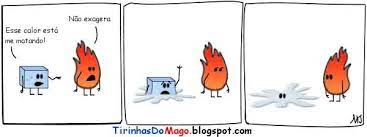 Esse calor está
me matando!
Não exagera
TirinhasDoMago.blogspot.com